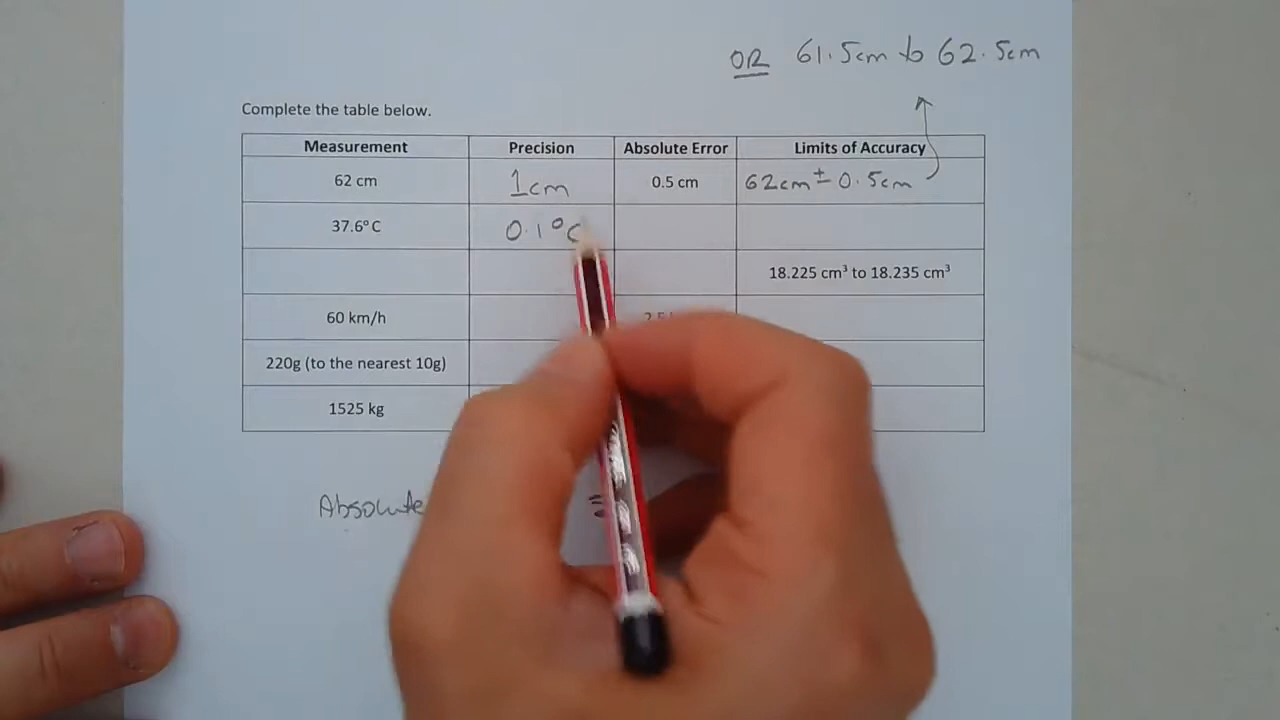 OR 61.5cm to 62.5cm
Complete the table below.
Measurement Precision Absolute Error Limits of Accuracy
62 cm 1cm 0.5 cm 62cm ± 0.5cm
37.6°C 0.1°C
18.225 cm³ to 18.235 cm³
60 km/h
220g (to the nearest 10g)
1525 kg
Absolute =